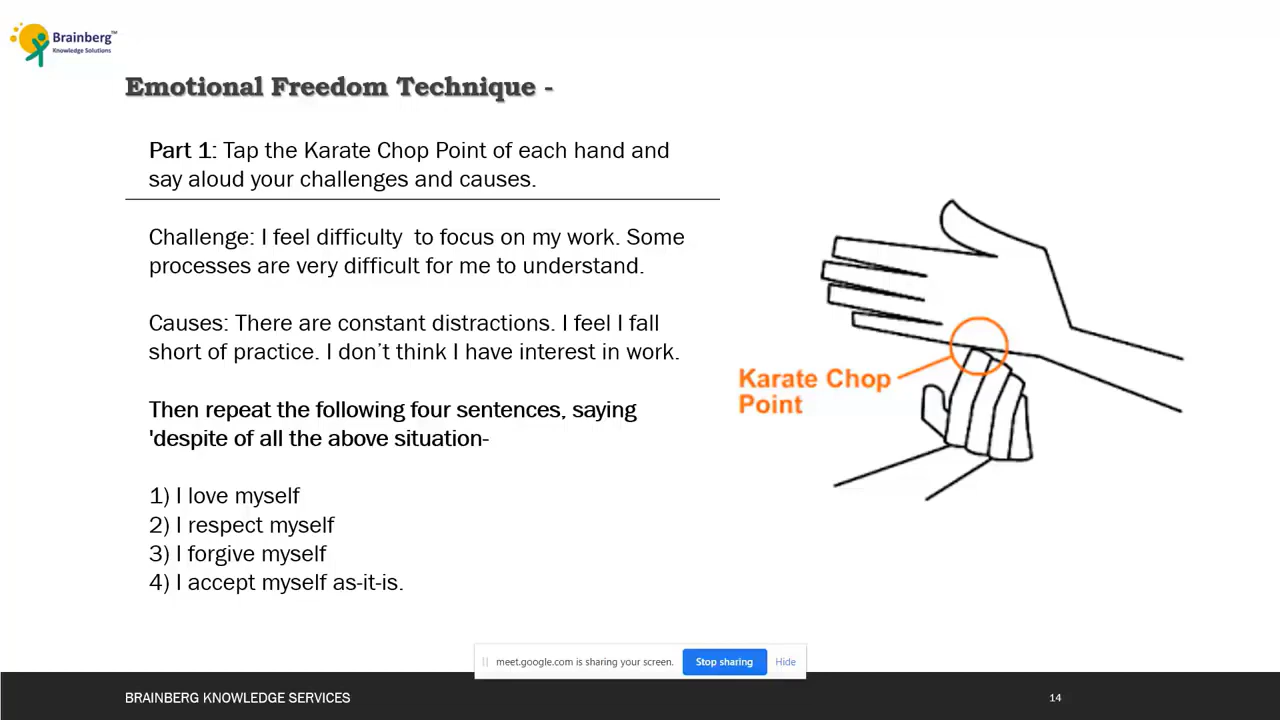 Brainberg™
Knowledge Solutions
Emotional Freedom Technique -
Part 1: Tap the Karate Chop Point of each hand and
say aloud your challenges and causes.
Challenge: I feel difficulty  to focus on my work. Some
processes are very difficult for me to understand.
Causes: There are constant distractions. I feel I fall
short of practice. I don't think I have interest in work.
Then repeat the following four sentences, saying
'despite of all the above situation-
1) I love myself
2) I respect myself
3) I forgive myself
4) I accept myself as-it-is.
Karate Chop
Point
meet.google.com is sharing your screen.
Stop sharing
Hide
BRAINBERG KNOWLEDGE SERVICES
14